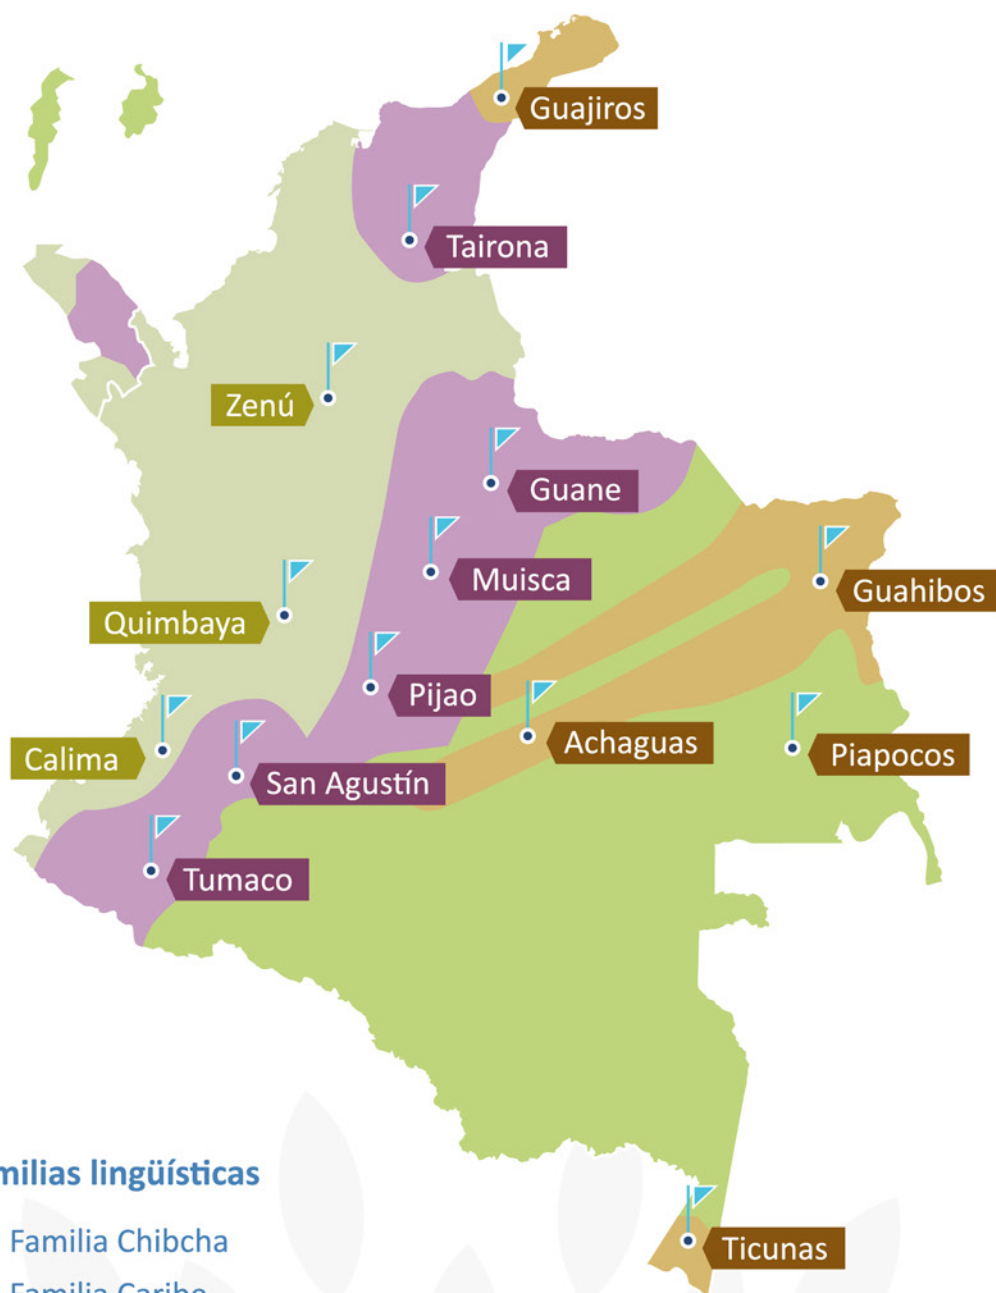 Guajiros
Tairona
Zenú
Guane
Muisca
Guahibos
Quimbaya
Pijao
Achaguas
Piapocos
Calima
San Agustín
Tumaco
milias lingüísticas
Familia Chibcha
Ticunas